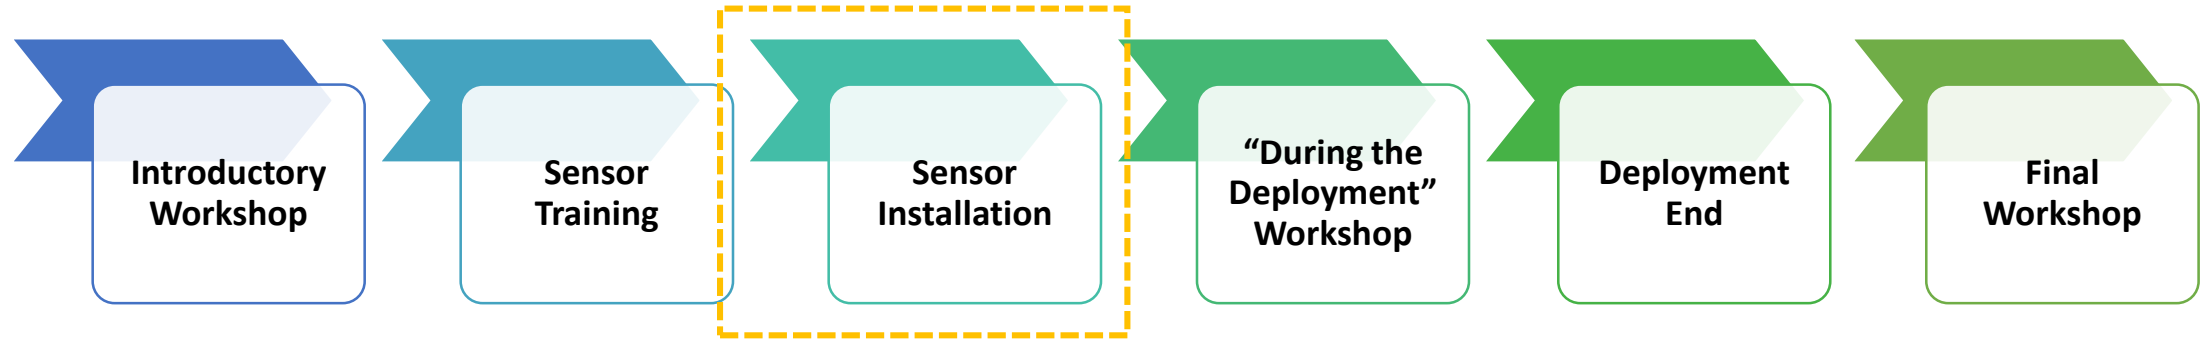 Introductory
Workshop
Sensor
Training
Sensor
Installation
“During the
Deployment”
Workshop
Deployment
End
Final
Workshop